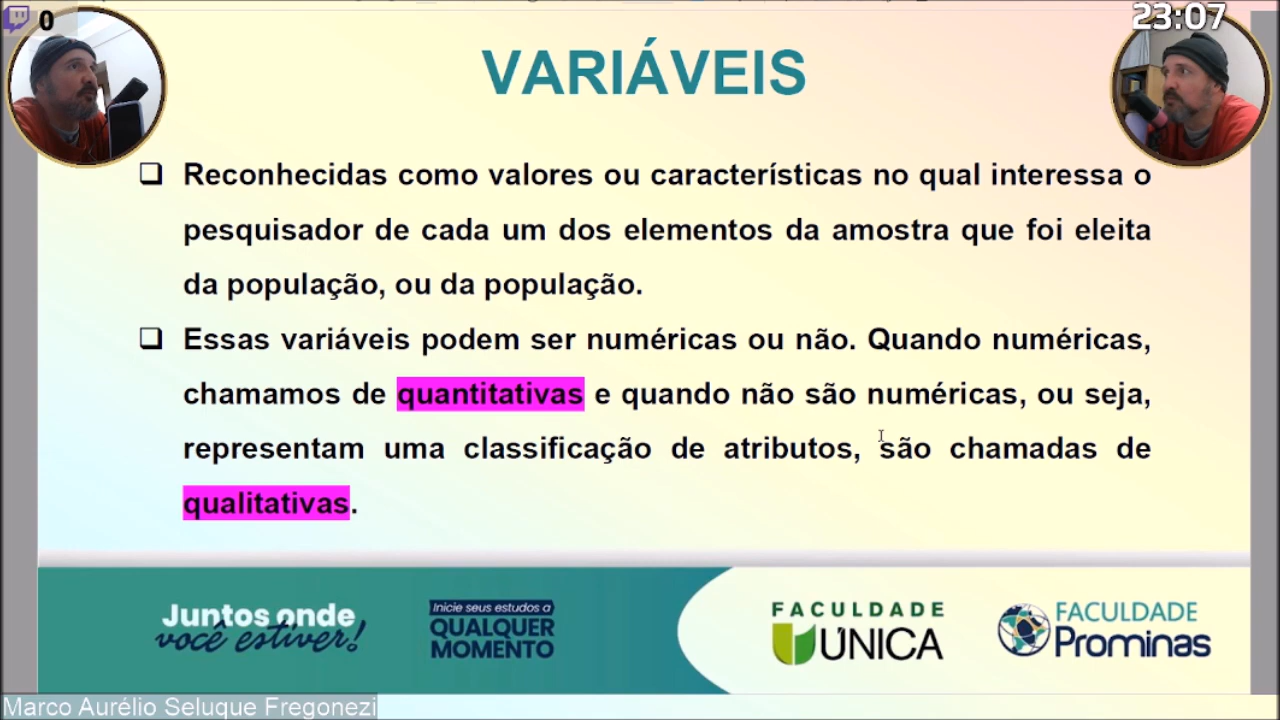 0
23:07
VARIÁVEIS
❑ Reconhecidas como valores ou características no qual interessa o
pesquisador de cada um dos elementos da amostra que foi eleita
da população, ou da população.
❑ Essas variáveis podem ser numéricas ou não. Quando numéricas,
chamamos de quantitativas e quando não são numéricas, ou seja,
representam uma classificação de atributos, são chamadas de
qualitativas.
Juntos onde
você estiver!
Inicie seus estudos a
QUALQUER
MOMENTO
FACULDADE
ÚNICA
FACULDADE
Prominas
Marco Aurélio Seluque Fregonezi